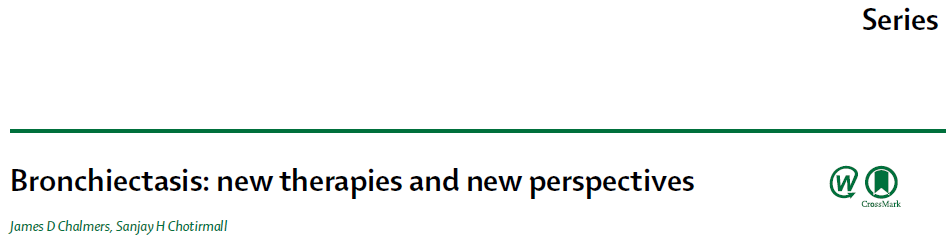 Series
Bronchiectasis: new therapies and new perspectives
W
CrossMark
James D Chalmers, Sanjay H Chotirmall